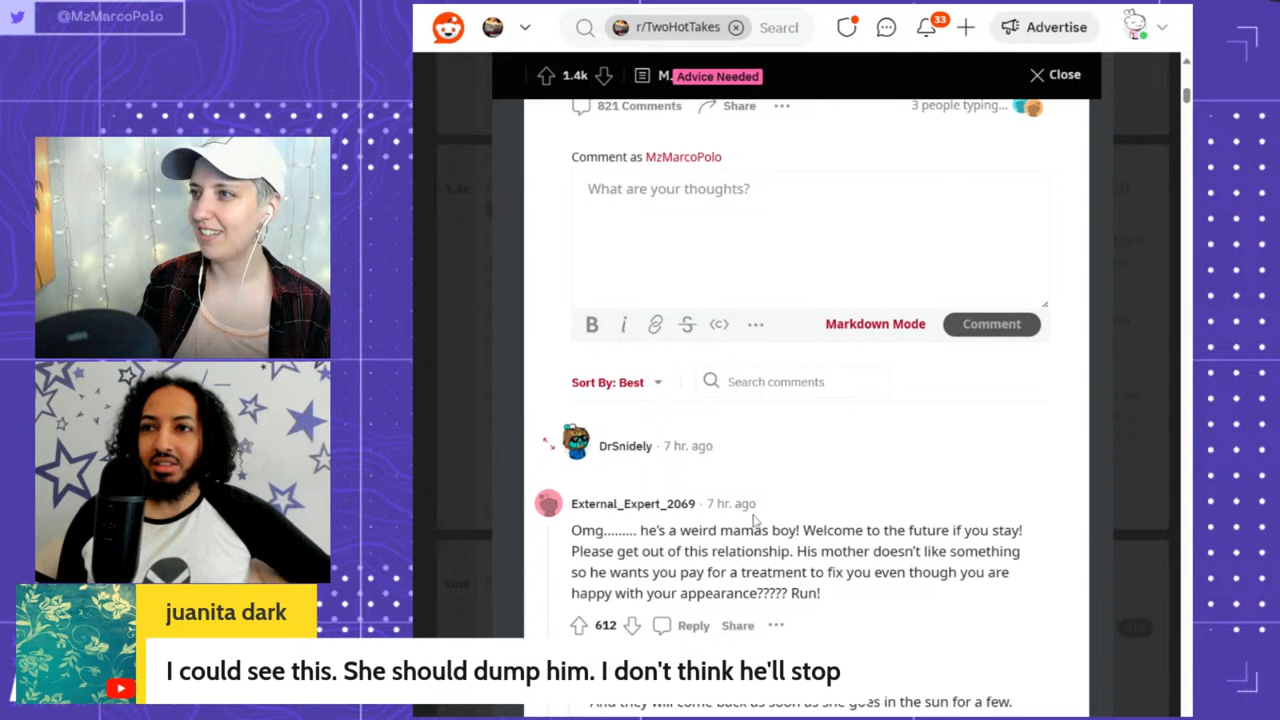 @MzMarcoPolo
r/TwoHotTakes
33
Advertise
1.4k
M.
Advice Needed
Close
821 Comments
Share
3 people typing...
Comment as MzMarcoPolo
What are your thoughts?
B
i
Markdown Mode
Comment
Sort By: Best
Search comments
DrSnidely · 7 hr. ago
External_Expert_2069 · 7 hr. ago
Omg......... he's a weird mamas boy! Welcome to the future if you stay!
Please get out of this relationship. His mother doesn't like something
so he wants you pay for a treatment to fix you even though you are
happy with your appearance????? Run!
612
Reply
Share
juanita dark
I could see this. She should dump him. I don't think he'll stop
And they will come back as soon as she goes in the sun for a few.